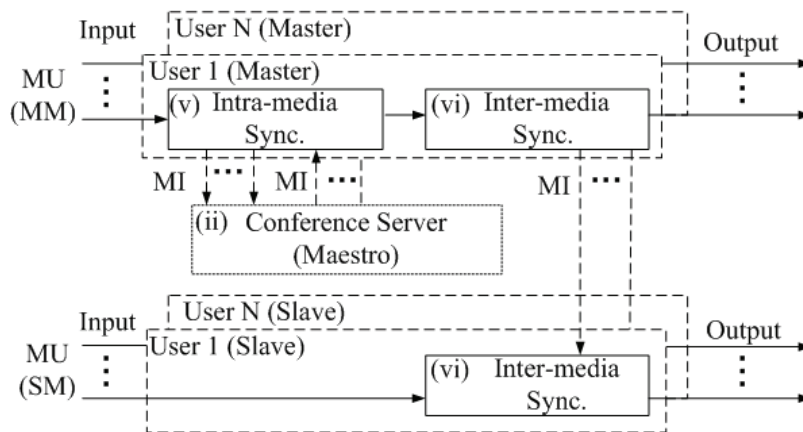 Input
User N (Master)
Output
User 1 (Master)
MU
(MM)
(v) Intra-media
Sync.
(vi) Inter-media
Sync.
MI
MI
MI
(ii) Conference Server
(Maestro)
Input
User N (Slave)
Output
User 1 (Slave)
MU
(SM)
(vi) Inter-media
Sync.